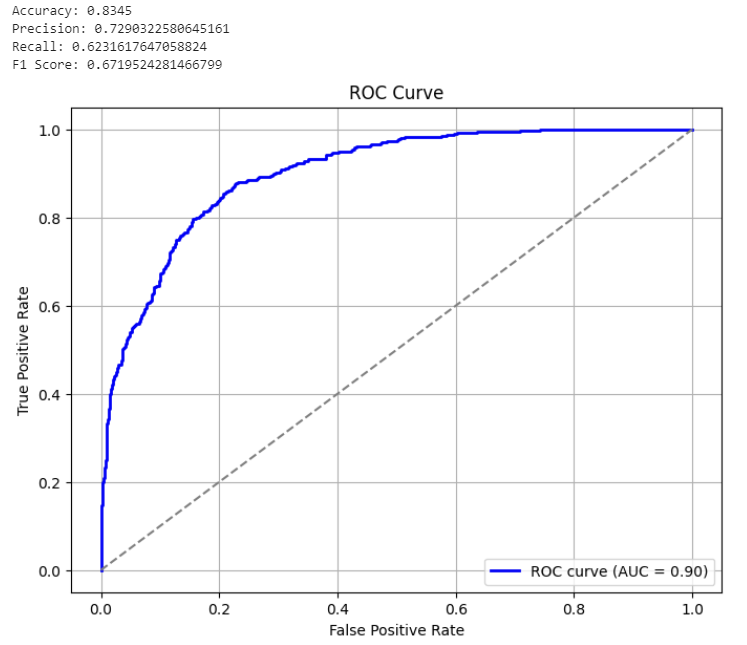 Accuracy: 0.8345
Precision: 0.7290322580645161
Recall: 0.6231617647058824
F1 Score: 0.6719524281466799
ROC Curve
1.0
0.8
0.6
0.4
0.2
0.0
True Positive Rate
ROC curve (AUC = 0.90)
0.0 0.2 0.4 0.6 0.8 1.0
False Positive Rate